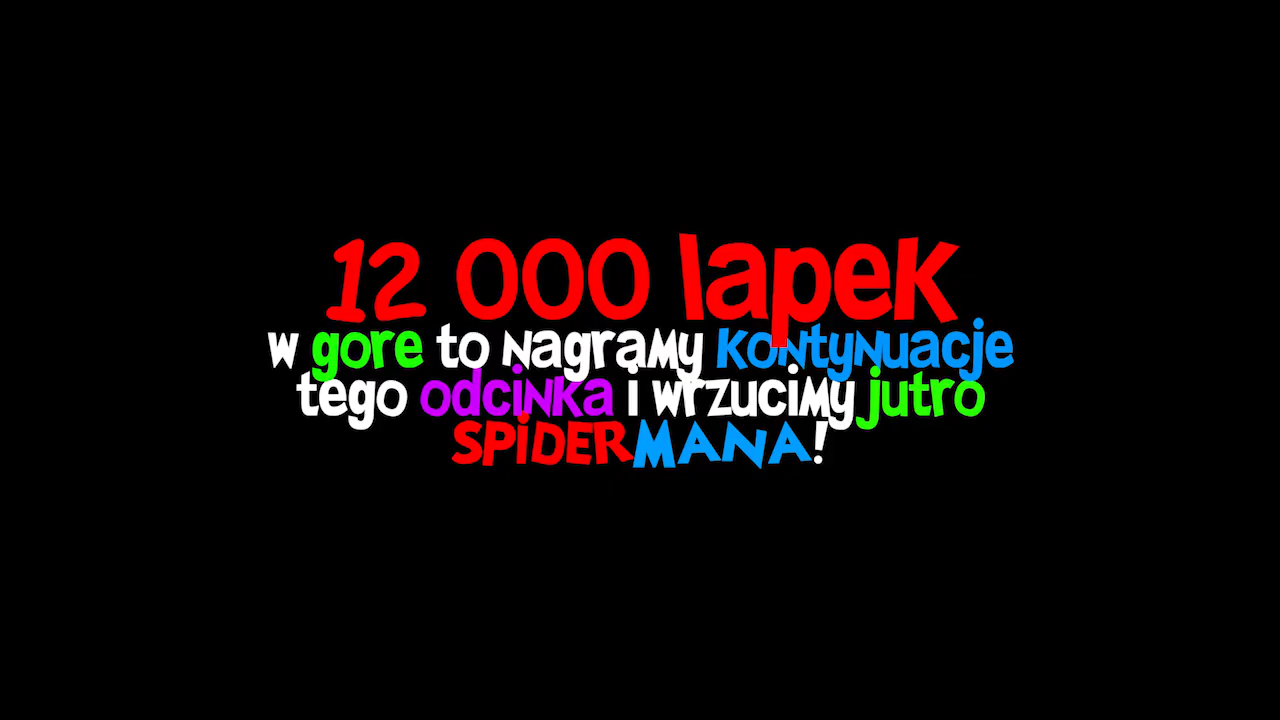 12 000 lapek
w gore to nagramy kontynuacje
tego odcinka i wrzucimy jutro
SPiDERMANA!